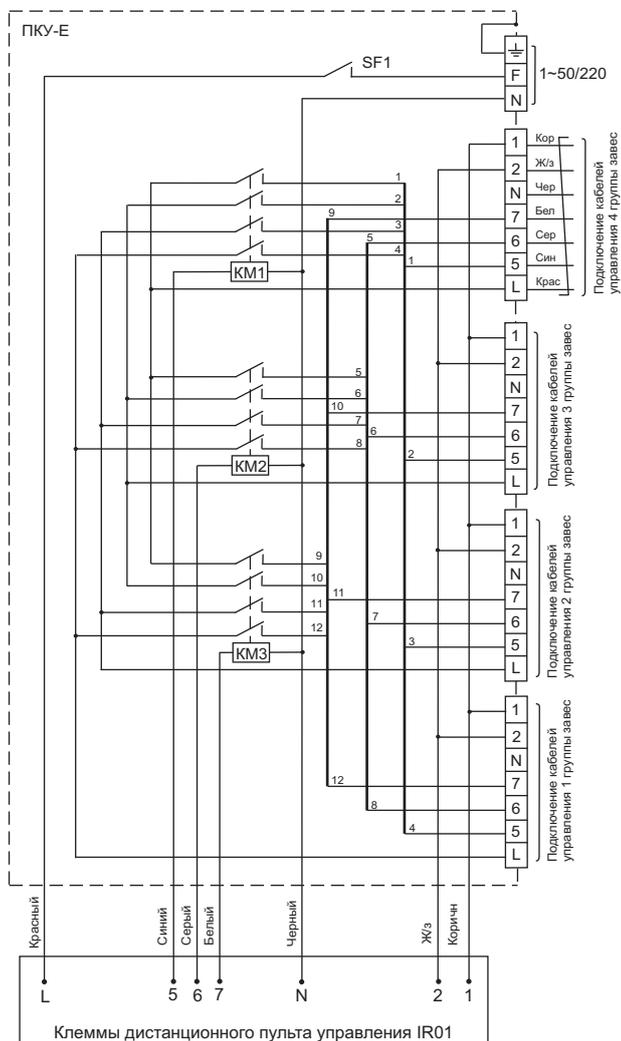 ПКУ-Е
SF1
F
N
1~50/220
1 Кор
2 Ж/з
N Чер
7 Бел
6 Сер
5 Син
L Крас
Подключение кабелей
управления 4 группы завес
1
2
9
3
5
4
1
КМ1
1
2
N
7
6
5
L
Подключение кабелей
управления 3 группы завес
5
6
10
7
6
8
2
КМ2
1
2
N
7
6
5
L
Подключение кабелей
управления 2 группы завес
9
10
11
11
7
12
3
КМ3
1
2
N
7
6
5
L
Подключение кабелей
управления 1 группы завес
12
8
4
Красный
Синий
Серый
Белый
Черный
Ж/з
Коричн
L 5 6 7 N 2 1
Клеммы дистанционного пульта управления IR01